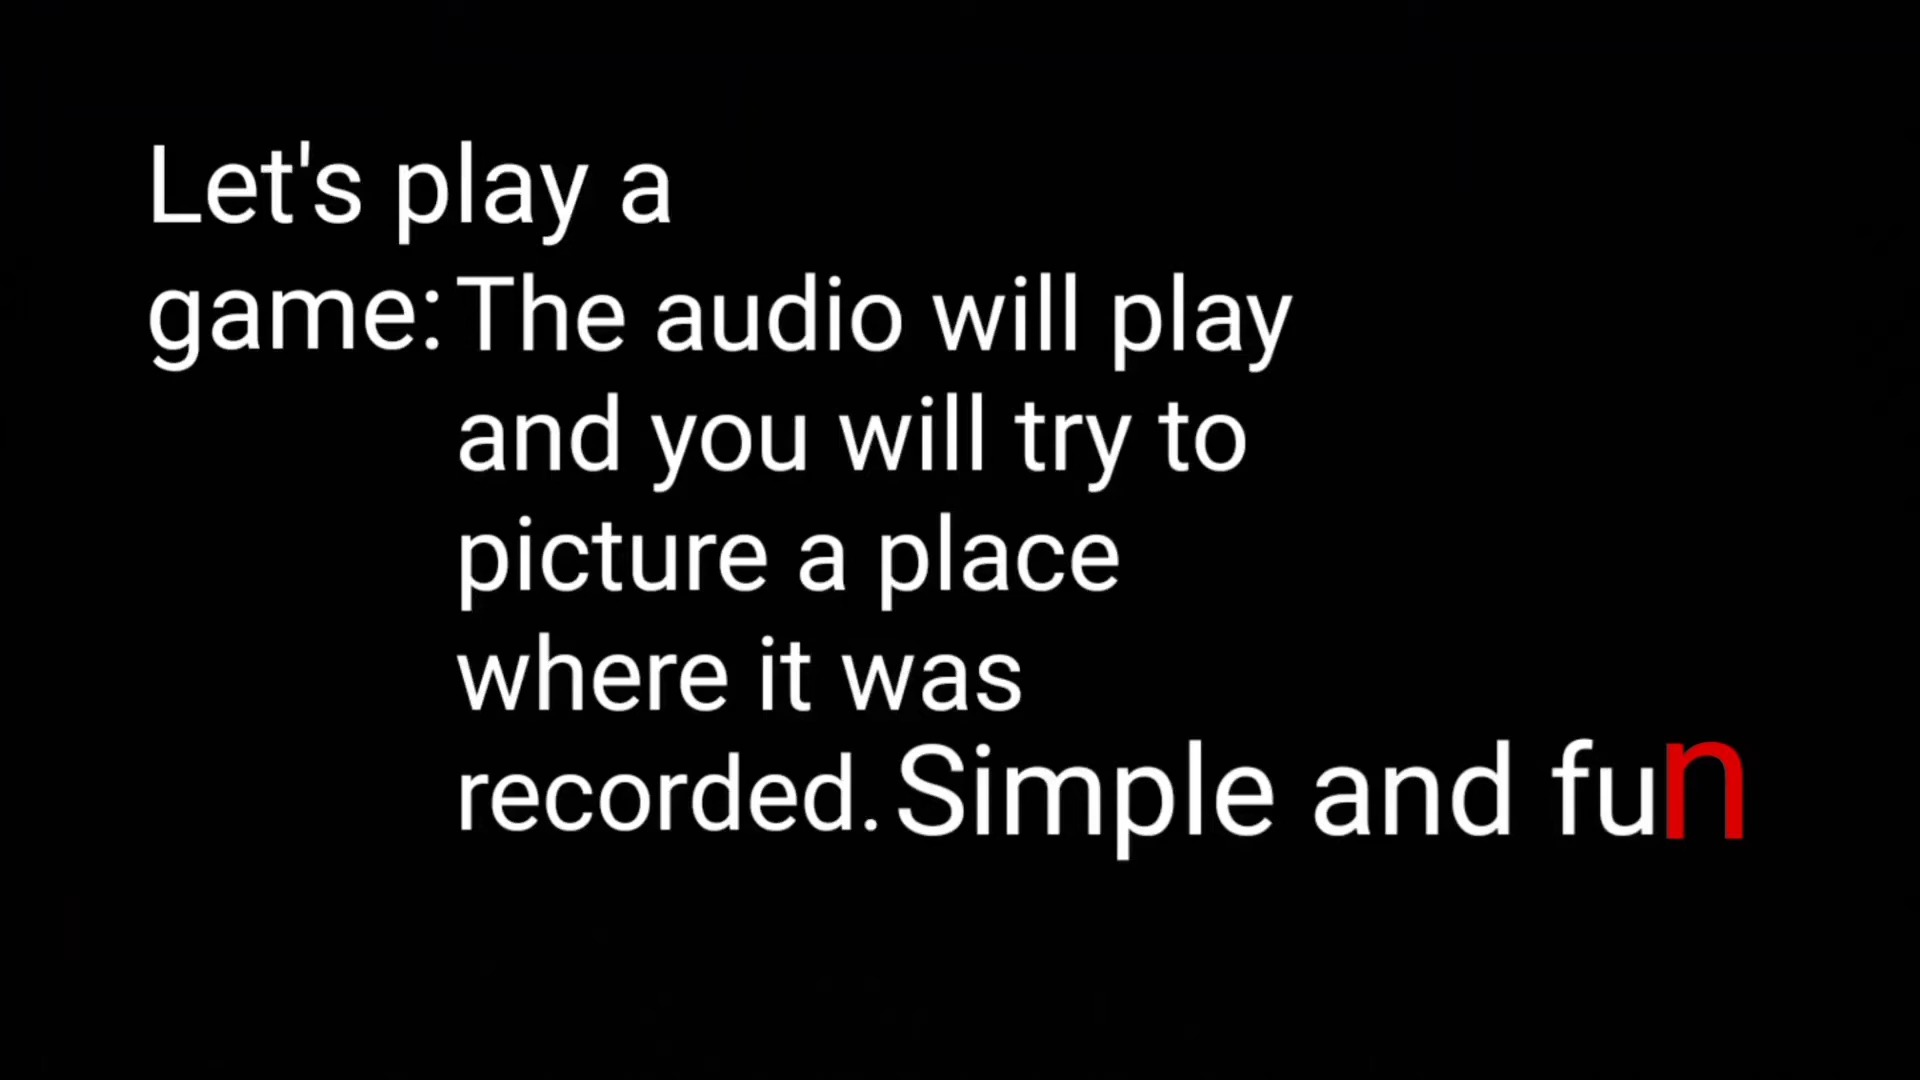 Let's play a
game: The audio will play
and you will try to
picture a place
where it was
recorded. Simple and fun